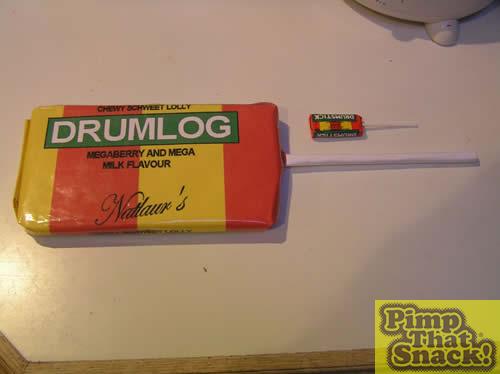 CHEWY SCHWEET LOLLY
DRUMLOG
MEGABERRY AND MEGA
MILK FLAVOUR
Natlaur's
DRUMSTICK
Pimp
That
Snack!